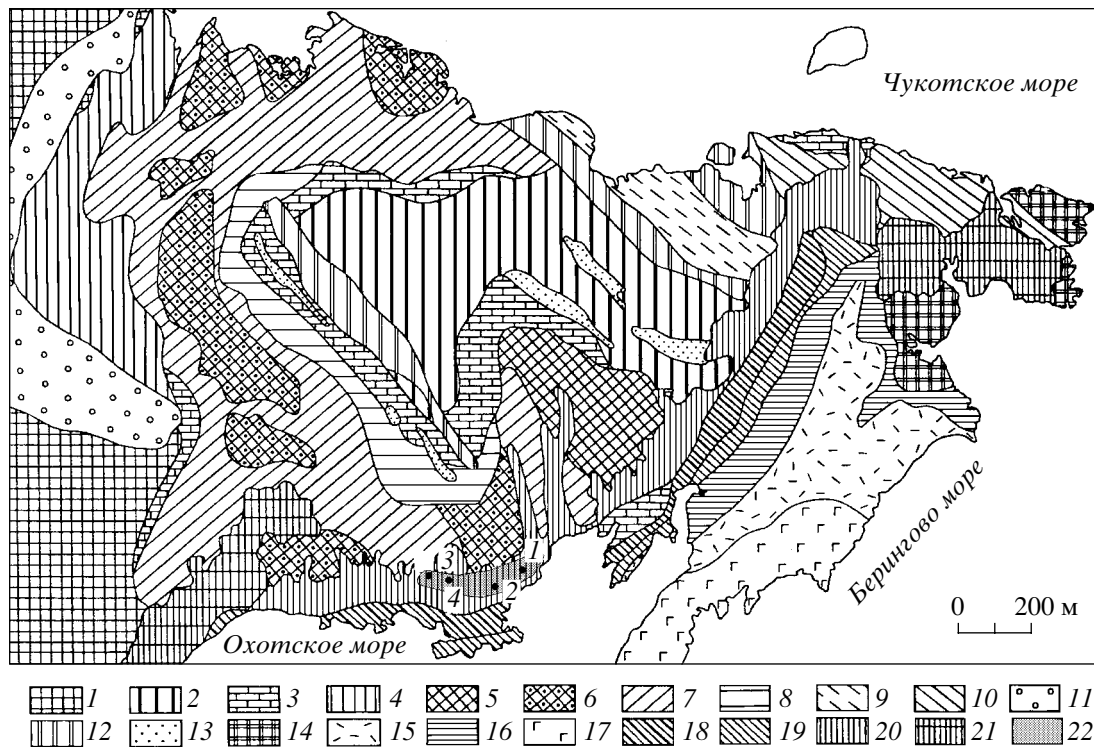 Чукотское море
Берингово море
3
1
4
2
0 200 м
Охотское море
1 2 3 4 5 6 7 8 9 10 11
12 13 14 15 16 17 18 19 20 21 22